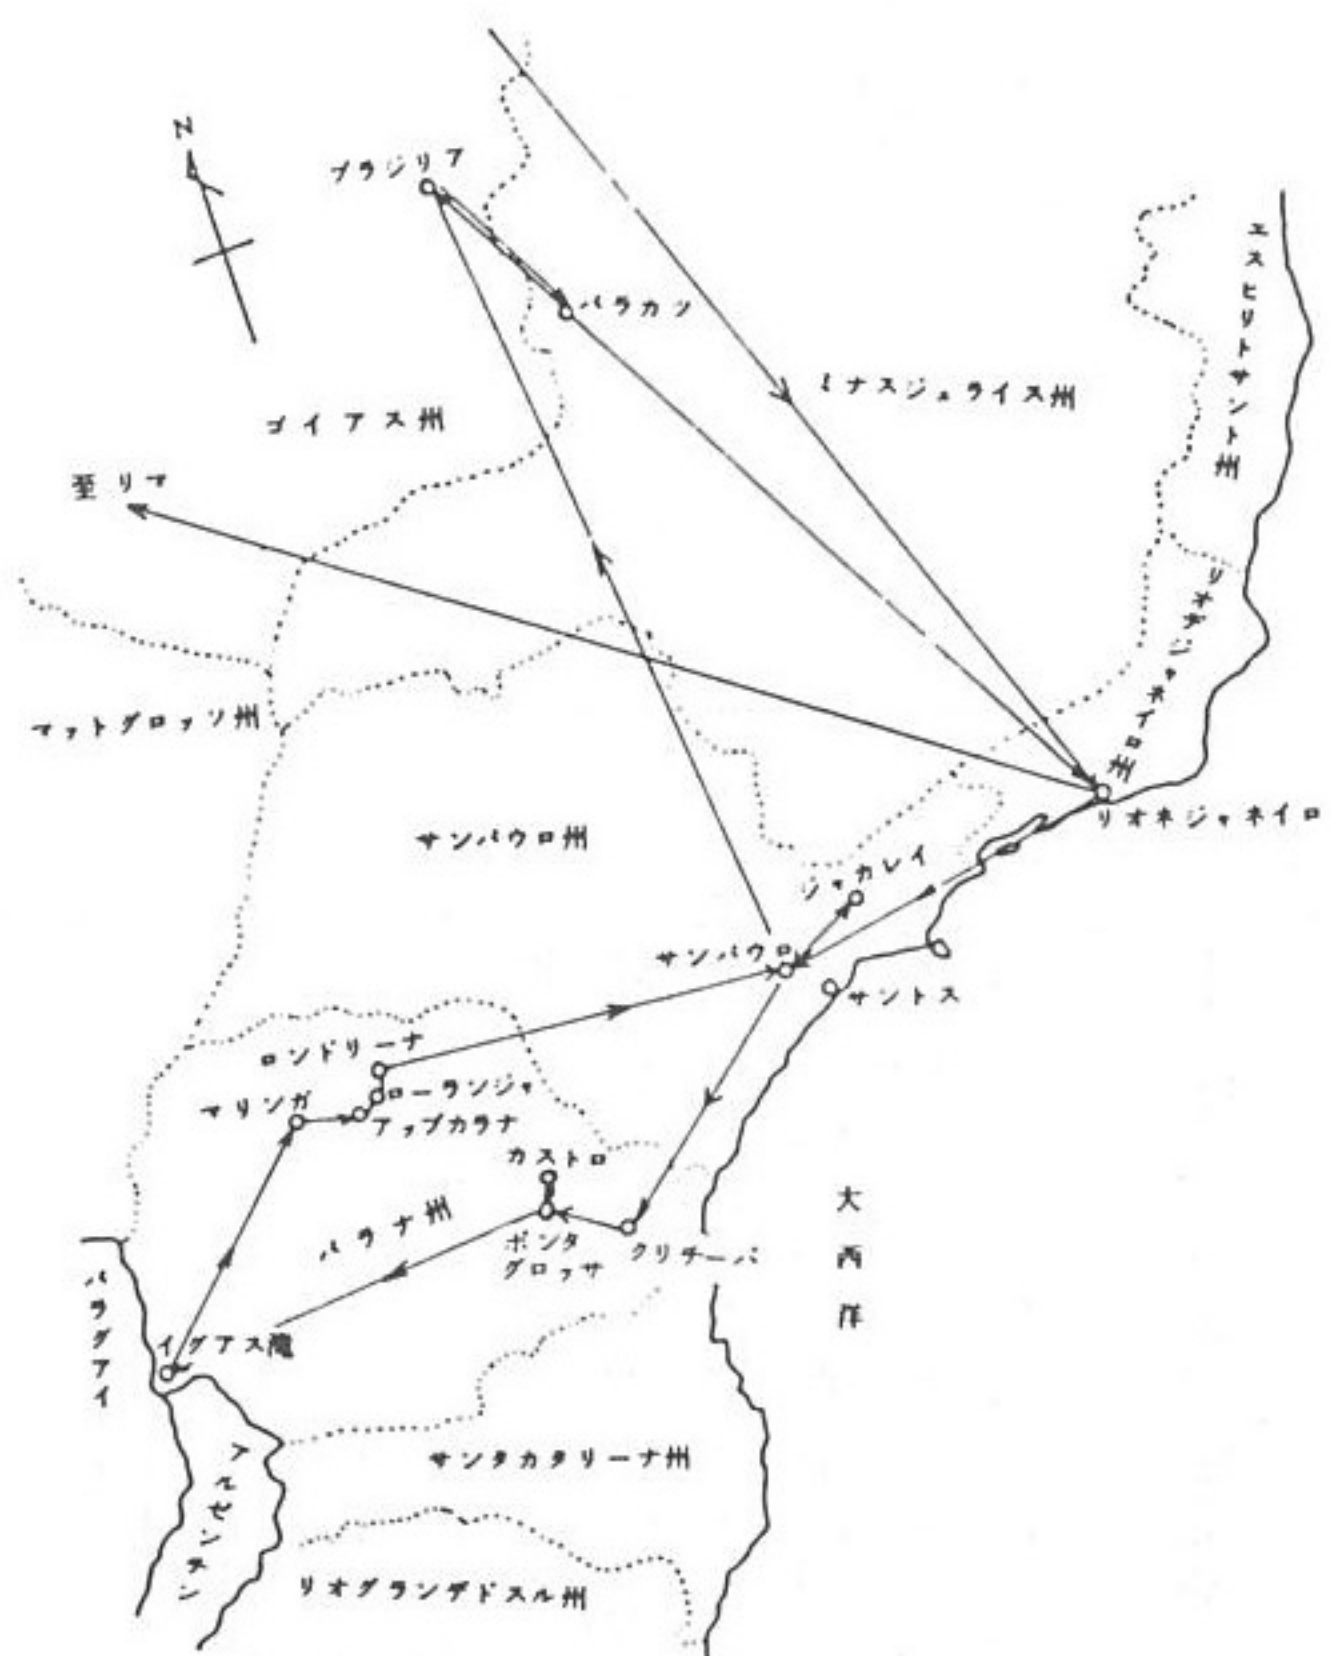 N
ブラジリア
パラカツ
エスピリトサント州
ミナスジェライス州
ゴイアス州
至リマ
リオデジャネイロ州
マットグロッソ州
リオネジャネイロ
サンパウロ州
ジャカレイ
サンパウロ
サントス
ロンドリーナ
ローランジャ
マリンガ
アップカラナ
カストロ
パラナ州
ポンタ
グロッサ
クリチーバ
大西洋
パラグアイ
イグアス滝
サンタカタリーナ州
アルゼンチン
リオグランデドスル州